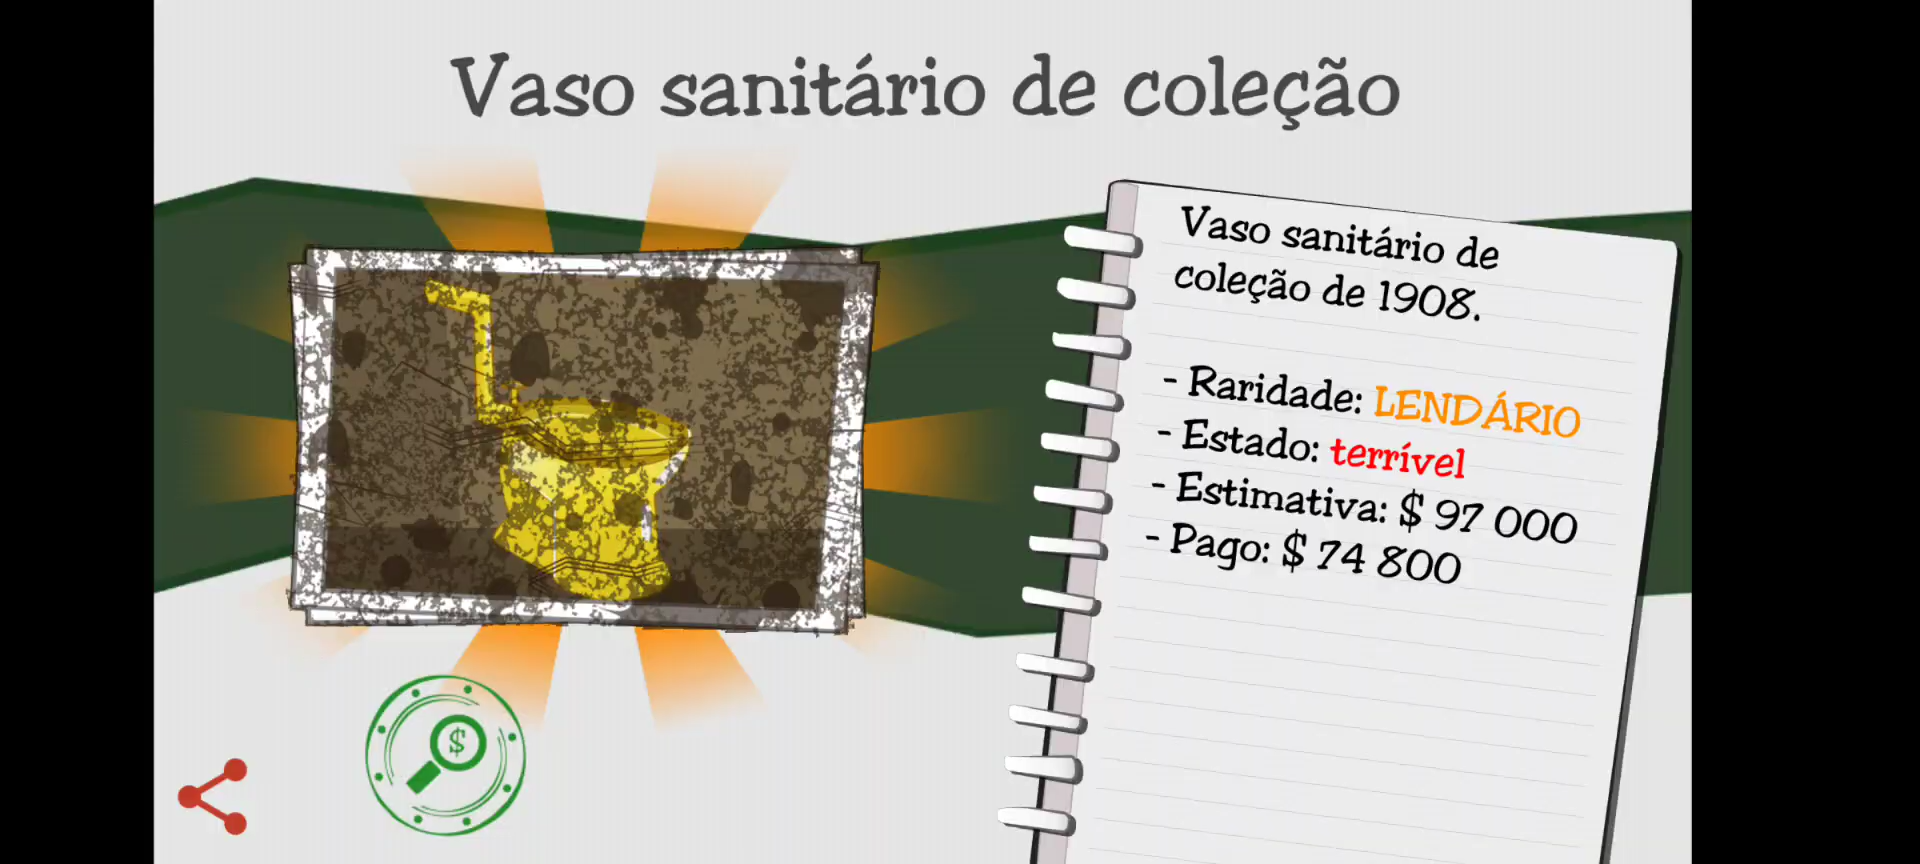 Vaso sanitário de coleção
Vaso sanitário de
coleção de 1908.
- Raridade: LENDÁRIO
- Estado: terrível
- Estimativa: $ 97 000
- Pago: $ 74 800
$